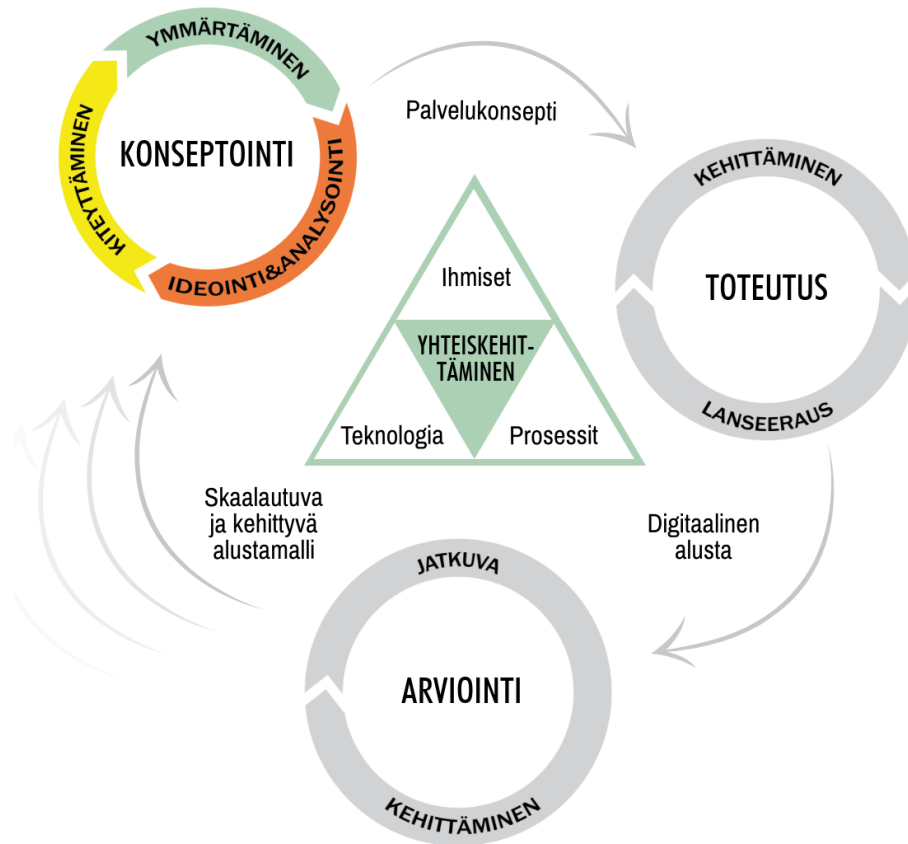 YMMÄRTÄMINEN
KONSEPTOINTI
KITEYTTÄMINEN
IDEOINTI&ANALYSOINTI
Palvelukonsepti
KEHITTÄMINEN
TOTEUTUS
LANSEERAUS
Ihmiset
YHTEISKEHIT-
TÄMINEN
Teknologia
Prosessit
Digitaalinen
alusta
Skaalautuva
ja kehittyvä
alustamalli
JATKUVA
ARVIOINTI
KEHITTÄMINEN